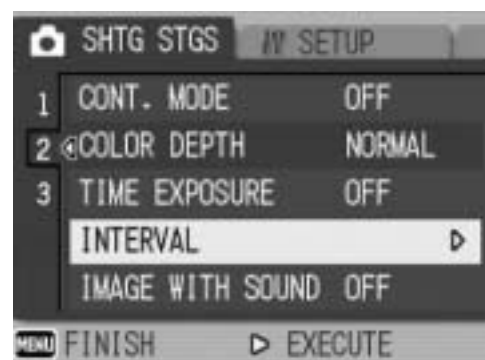 SHTG STGS SETUP
1 CONT. MODE OFF
2 COLOR DEPTH NORMAL
3 TIME EXPOSURE OFF
INTERVAL
IMAGE WITH SOUND OFF
MENU FINISH EXECUTE